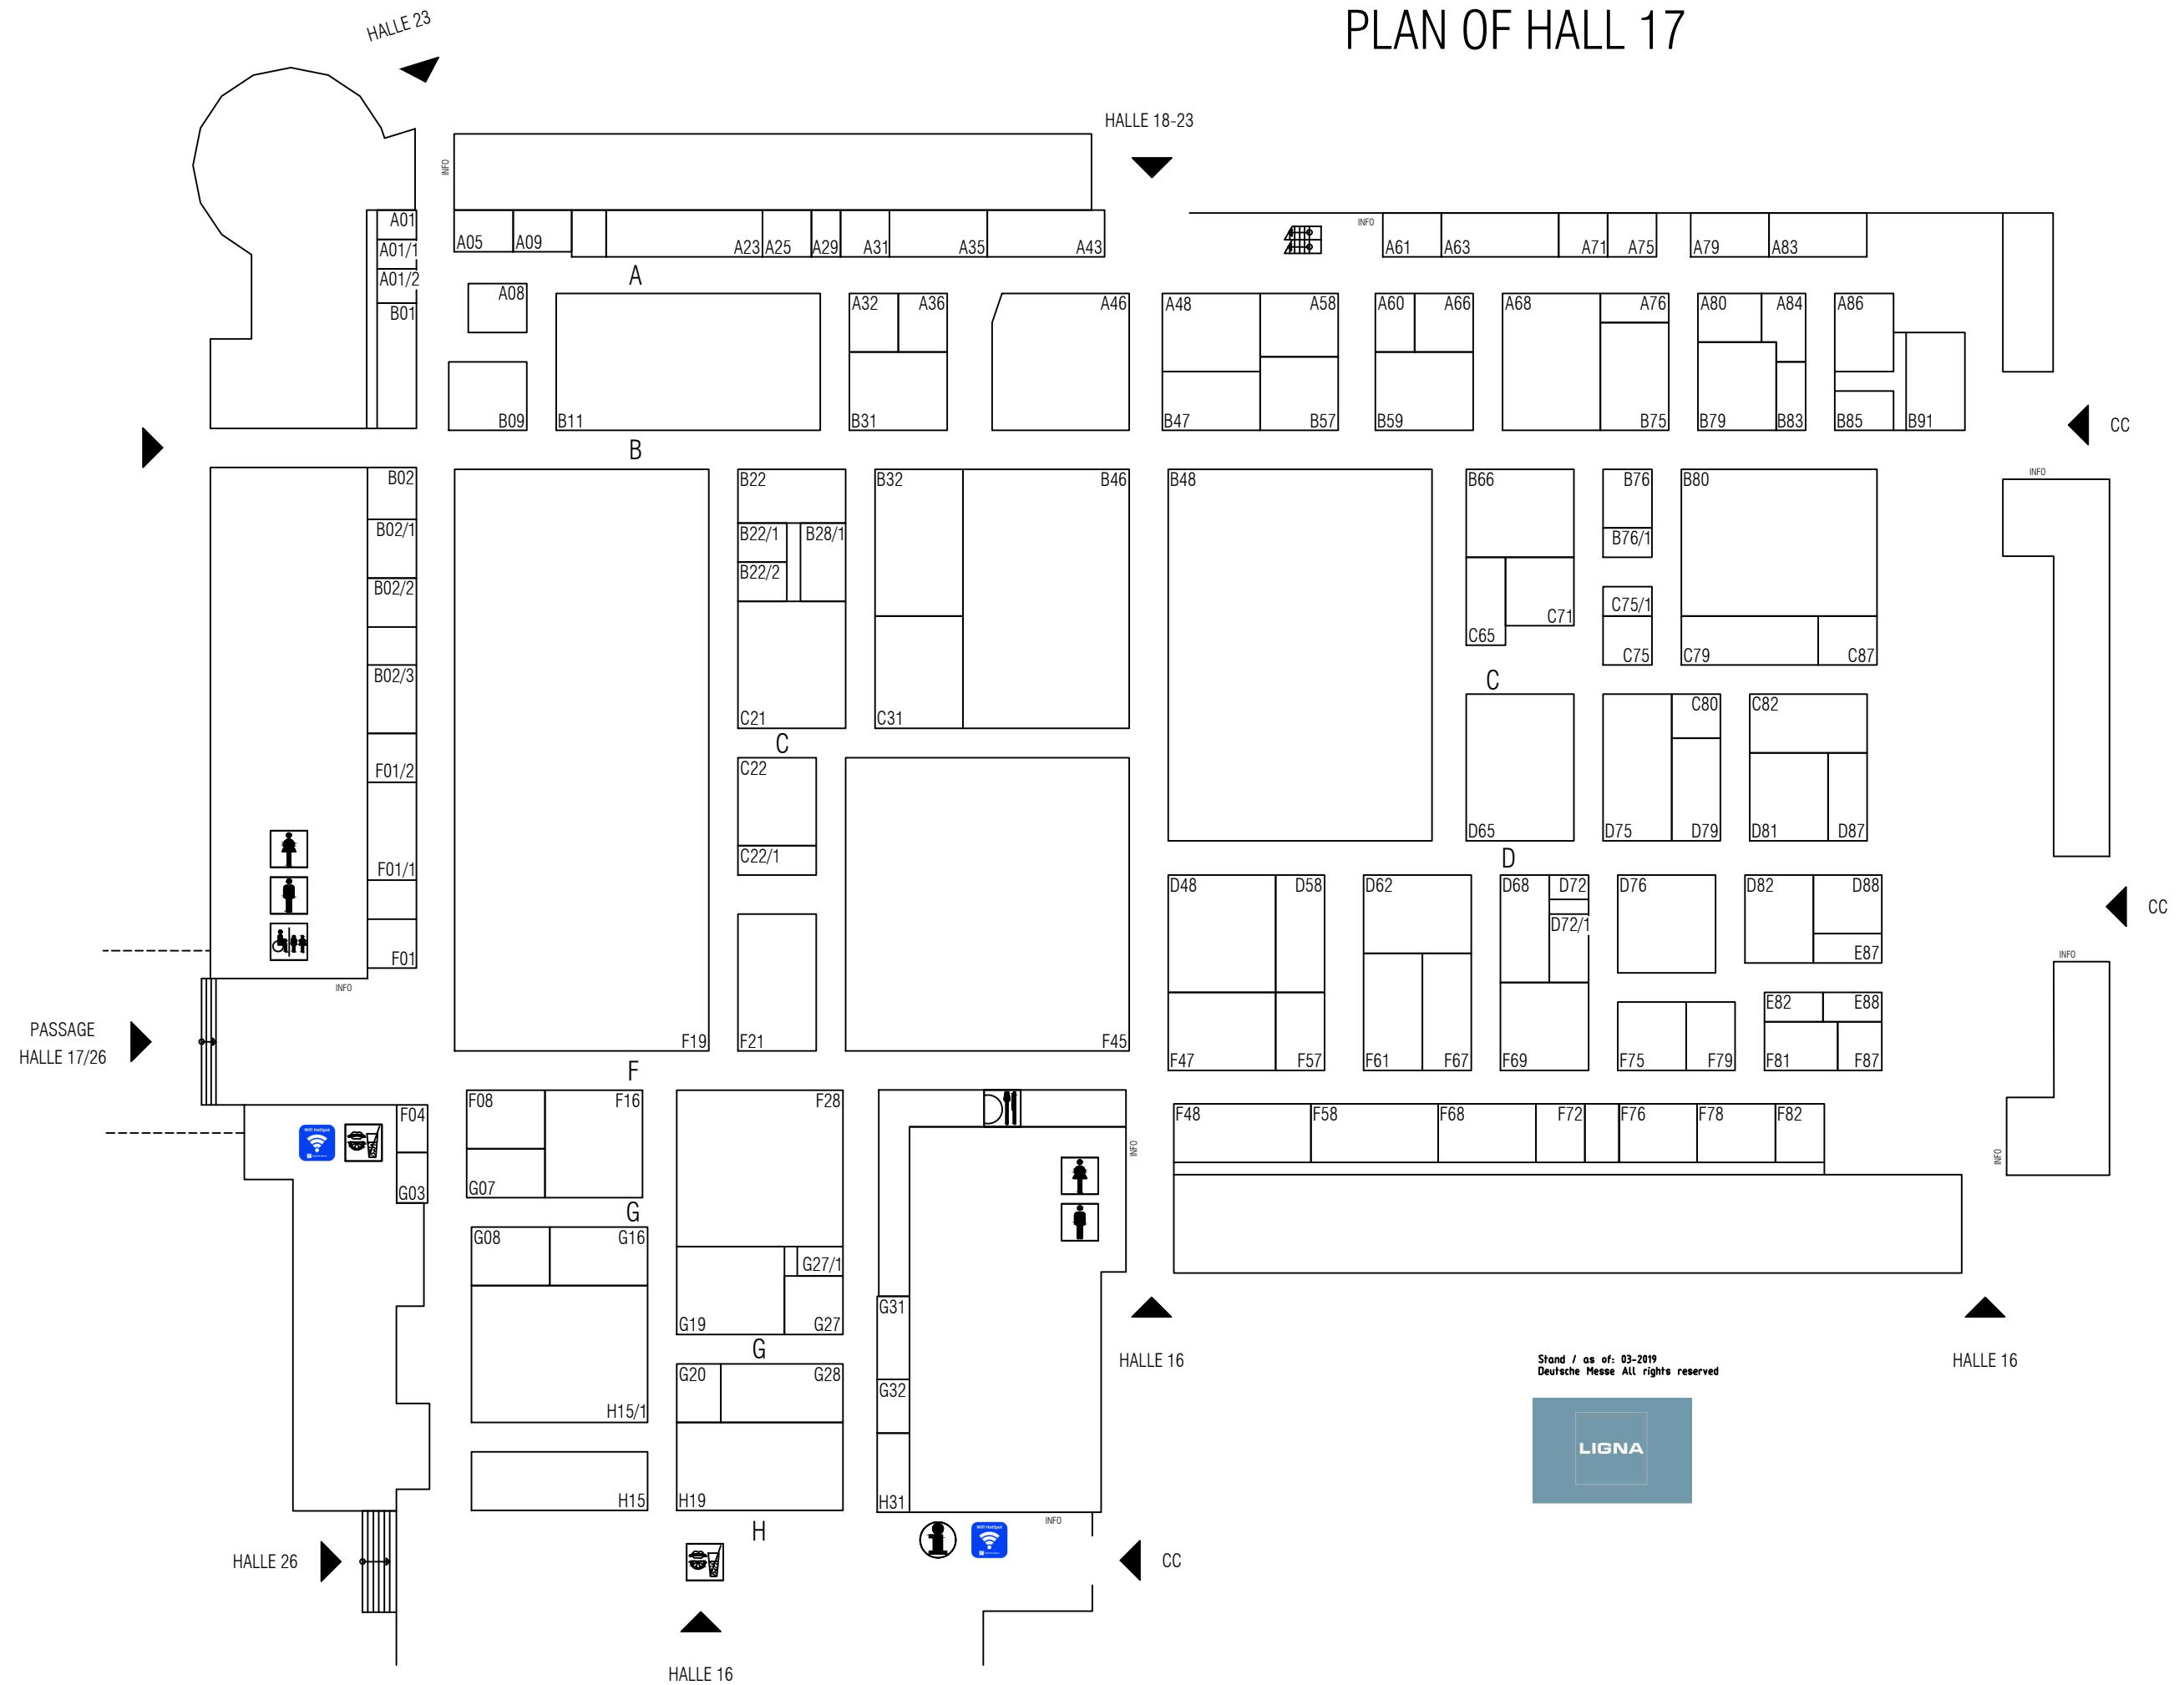 PLAN OF HALL 17
HALLE 23
HALLE 18-23
INFO
INFO
A01
A01/1
A01/2
B01
A05
A09
A23
A25
A29
A31
A35
A43
A61
A63
A71
A75
A79
A83
A
A08
A32
A36
A46
A48
A58
A60
A66
A68
A76
A80
A84
A86
B09
B11
B31
B47
B57
B59
B75
B79
B83
B85
B91
CC
B
INFO
B02
B22
B32
B46
B48
B66
B76
B80
B02/1
B22/1
B28/1
B76/1
B22/2
B02/2
C75/1
C71
C65
C75
C79
C87
B02/3
C
C80
C82
C21
C31
C
F01/2
C22
D65
D75
D79
D81
D87
C22/1
D
F01/1
D48
D58
D62
D68
D72
D76
D82
D88
CC
D72/1
E87
F01
INFO
INFO
E82
E88
PASSAGE
HALLE 17/26
F19
F21
F45
F47
F57
F61
F67
F69
F75
F79
F81
F87
F
F04
F08
F16
F28
F48
F58
F68
F72
F76
F78
F82
Wifi HotSpot
INFO
INFO
G03
G07
G
G08
G16
G27/1
G31
G19
G27
G
HALLE 16
HALLE 16
Stand / as of: 03-2019
Deutsche Messe All rights reserved
G20
G28
G32
H15/1
LIGNA
H15
H19
H31
INFO
H
Wifi HotSpot
HALLE 26
CC
HALLE 16